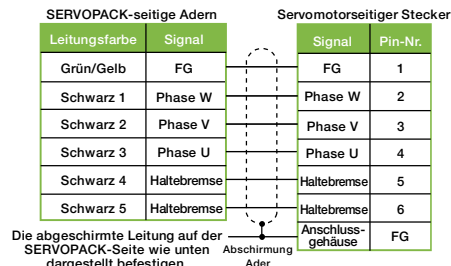 SERVOPACK-seitige Adern
Servomotorseitiger Stecker
Leitungsfarbe Signal
Signal Pin-Nr.
Grün/Gelb FG
FG 1
Schwarz 1 Phase W
Phase W 2
Schwarz 2 Phase V
Phase V 3
Schwarz 3 Phase U
Phase U 4
Schwarz 4 Haltebremse
Haltebremse 5
Schwarz 5 Haltebremse
Haltebremse 6
Anschluss-
gehäuse FG
Die abgeschirmte Leitung auf der
SERVOPACK-Seite wie unten
dargestellt befestigen
Abschirmung
Ader